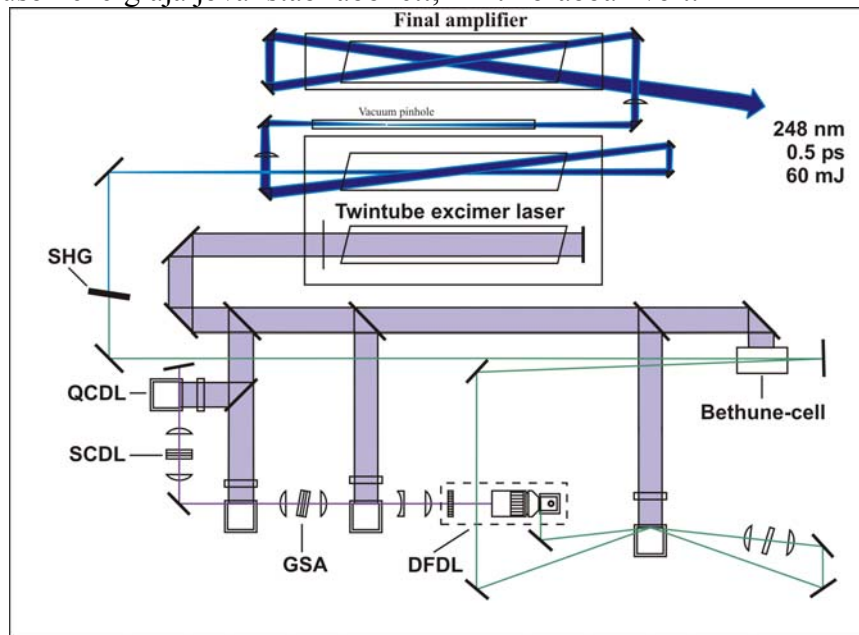 Final amplifier
Vacuum pinhole
248 nm
0.5 ps
60 mJ
Twintube excimer laser
SHG
QCDL
Bethune-cell
SCDL
GSA
DFDL